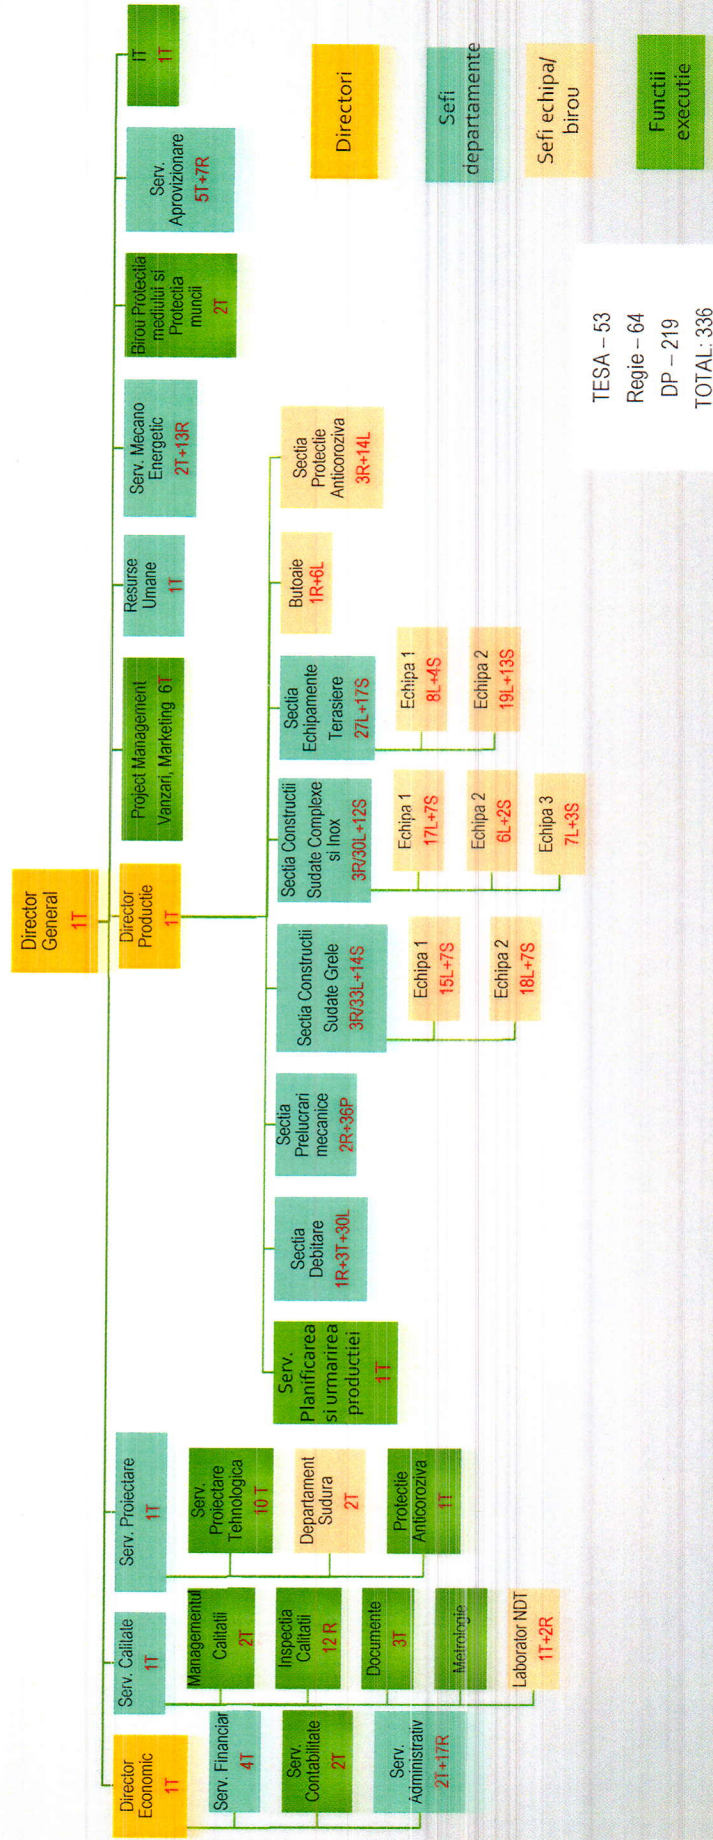 Director
General
1T
Director
Economic
1T
Serv. Financiar
4T
Serv.
Contabilitate
2T
Serv.
Administrativ
2T+17R
Serv. Calitate
1T
Managementul
Calitatii
2T
Inspectia
Calitatii
12 R
Documente
3T
Metrologie
Laborator NDT
1T+2R
Serv. Proiectare
1T
Serv.
Proiectare
Tehnologica
10 T
Departament
Sudura
2T
Protectie
Anticoroziva
1T
Director
Productie
1T
Serv.
Planificarea
si urmarirea
productiei
1T
Sectia
Debitare
1R+3T+30L
Sectia
Prelucrari
mecanice
2R+36P
Sectia Constructii
Sudate Grele
3R/33L+14S
Echipa 1
15L+7S
Echipa 2
18L+7S
Sectia Constructii
Sudate Complexe
si Inox
3R/30L+12S
Echipa 1
17L+7S
Echipa 2
6L+2S
Echipa 3
7L+3S
Sectia
Echipamente
Terasiere
27L+17S
Echipa 1
8L+4S
Echipa 2
19L+13S
Butoaie
1R+6L
Sectia
Protectie
Anticoroziva
3R+14L
Project Management
Vanzari, Marketing 6T
Resurse
Umane
1T
Serv. Mecano
Energetic
2T+13R
Birou Protectia
mediului si
Protectia
muncii
2T
Serv.
Aprovizionare
5T+7R
IT
1T
TESA – 53
Regie – 64
DP – 219
TOTAL: 336
Directori
Sefi
departamente
Sefi echipa/
birou
Functii
executie